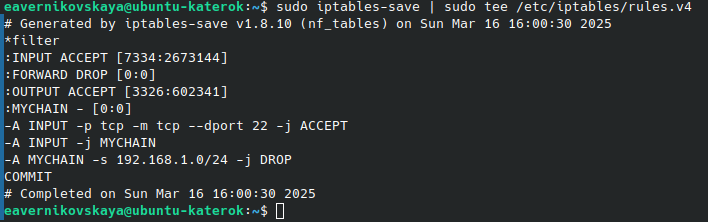 eavernikovskaya@ubuntu-katerok:~$ sudo iptables-save | sudo tee /etc/iptables/rules.v4
# Generated by iptables-save v1.8.10 (nf_tables) on Sun Mar 16 16:00:30 2025
*filter
:INPUT ACCEPT [7334:2673144]
:FORWARD DROP [0:0]
:OUTPUT ACCEPT [3326:602341]
:MYCHAIN - [0:0]
-A INPUT -p tcp -m tcp --dport 22 -j ACCEPT
-A INPUT -j MYCHAIN
-A MYCHAIN -s 192.168.1.0/24 -j DROP
COMMIT
# Completed on Sun Mar 16 16:00:30 2025
eavernikovskaya@ubuntu-katerok:~$